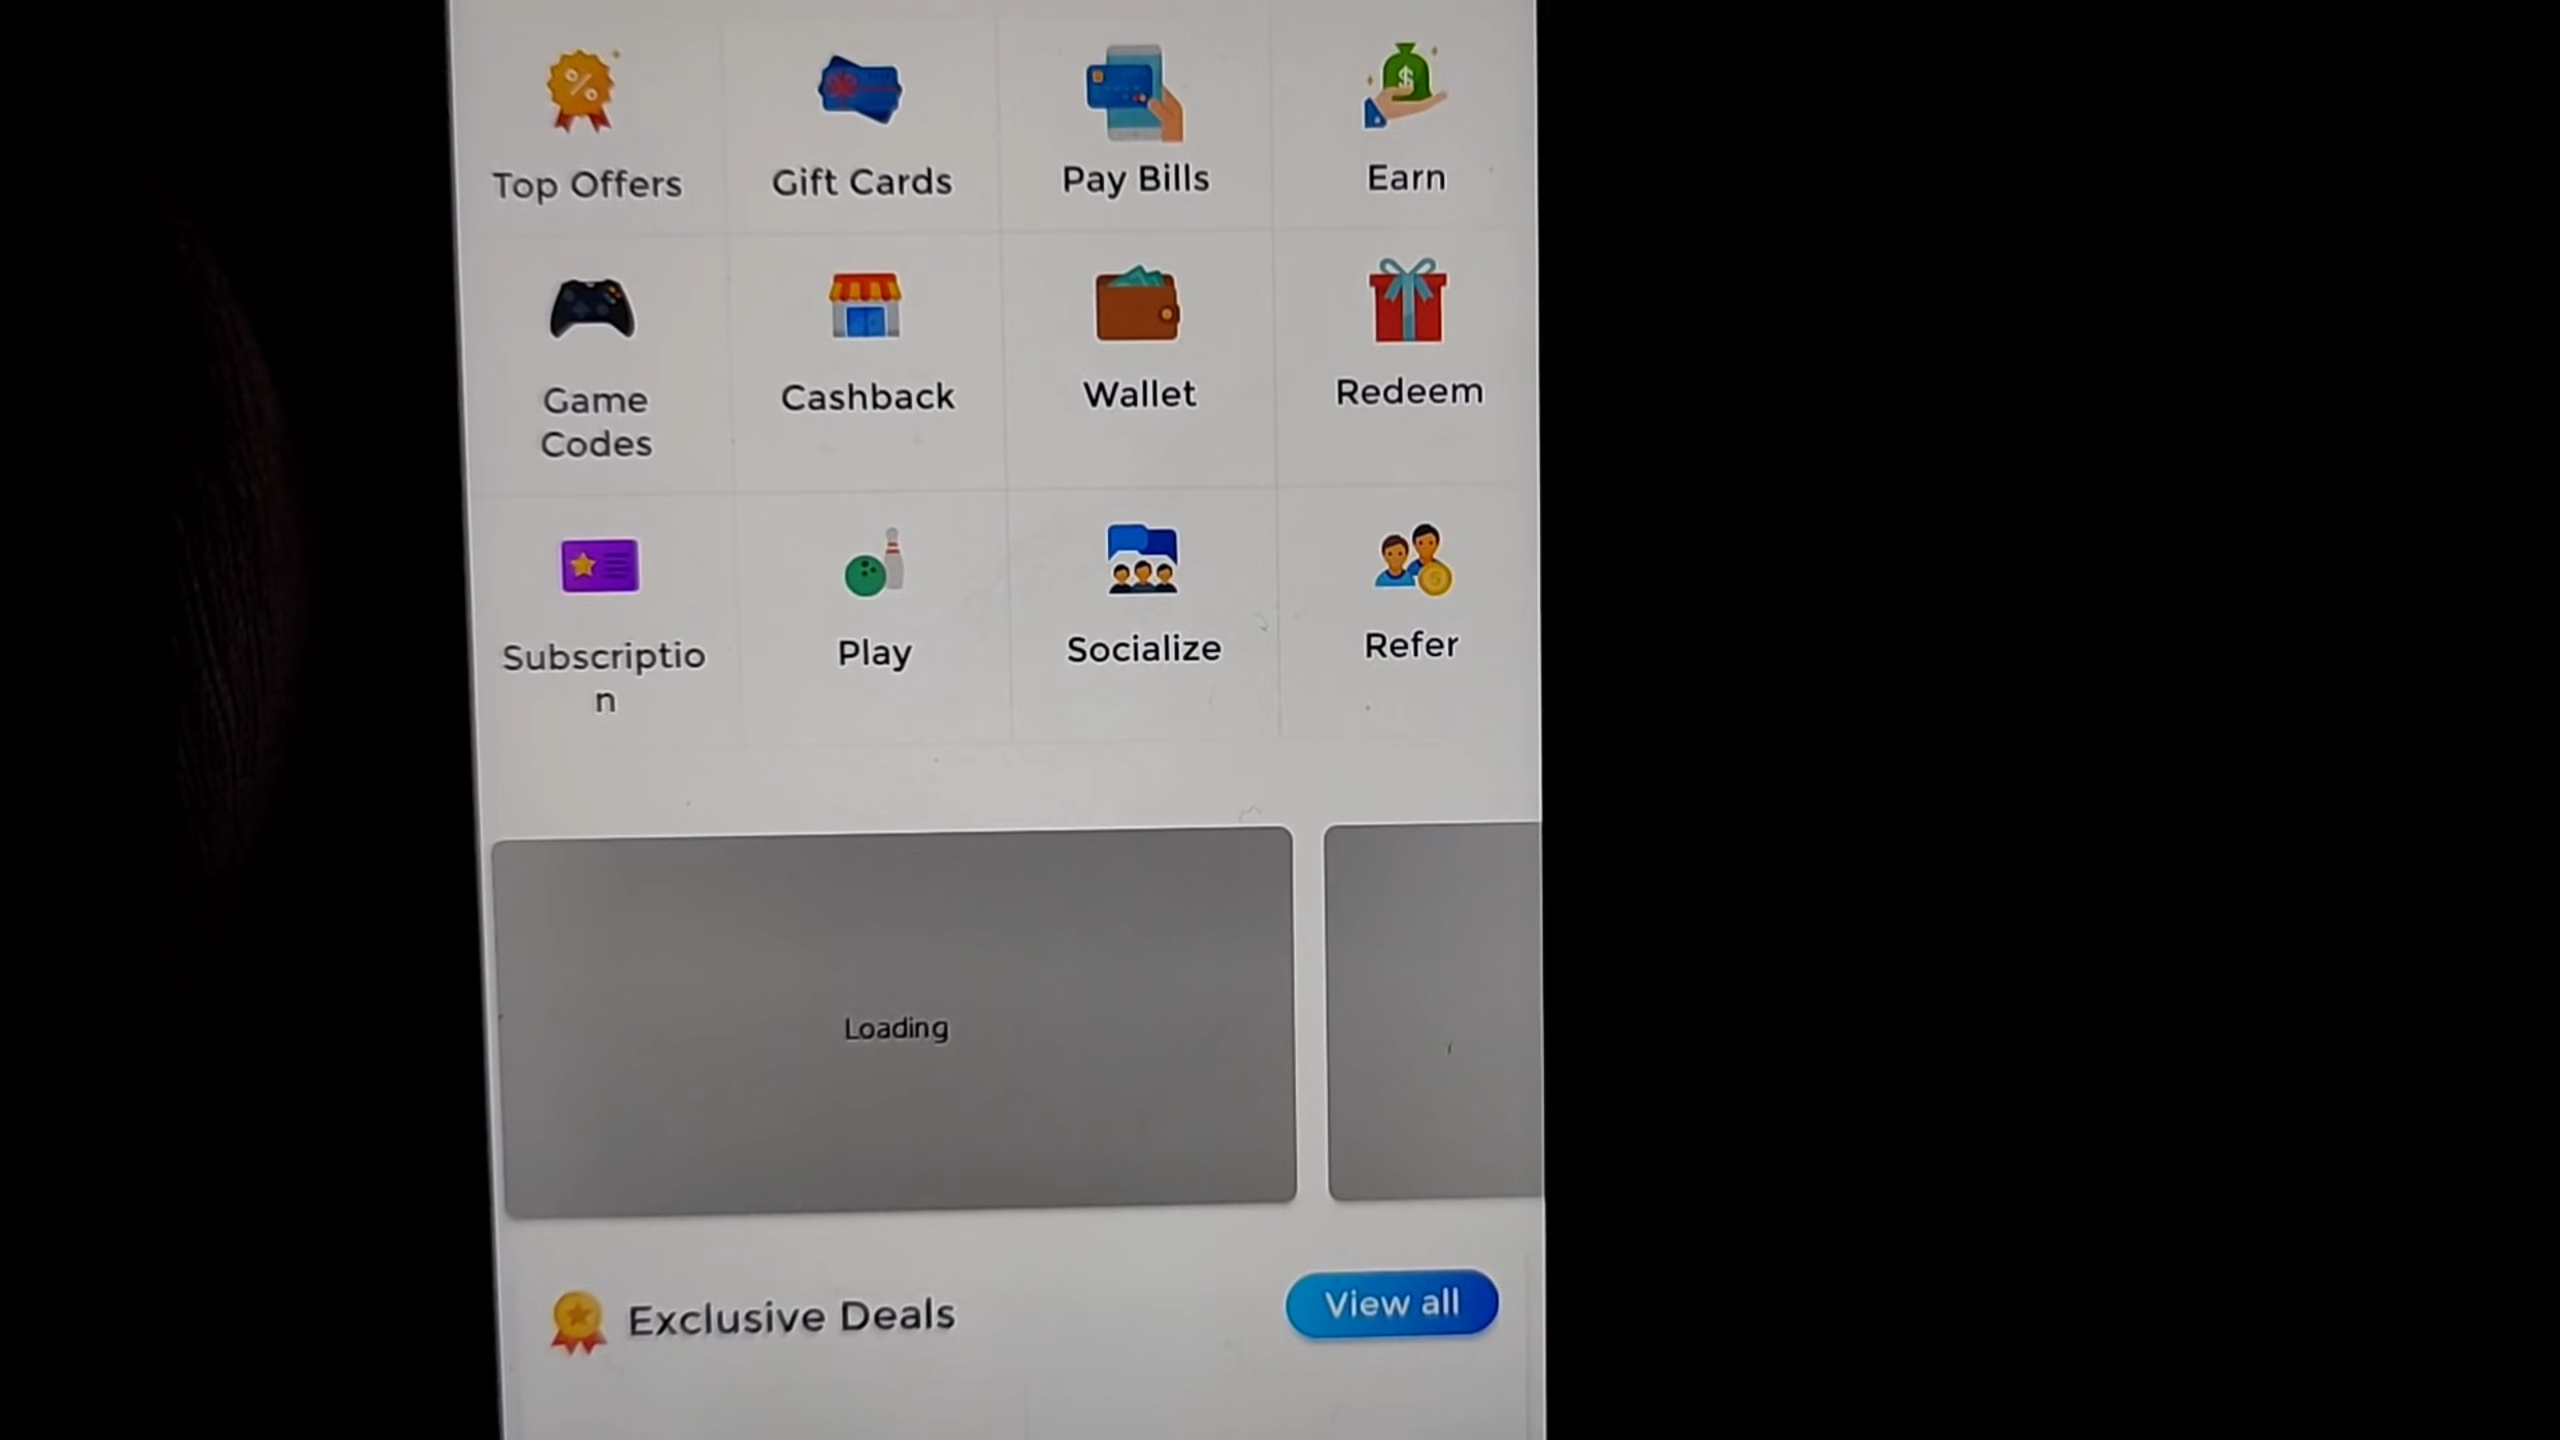 Top Offers
Gift Cards
Pay Bills
Earn
Game
Codes
Cashback
Wallet
Redeem
Subscriptio
n
Play
Socialize
Refer
Loading
Exclusive Deals
View all